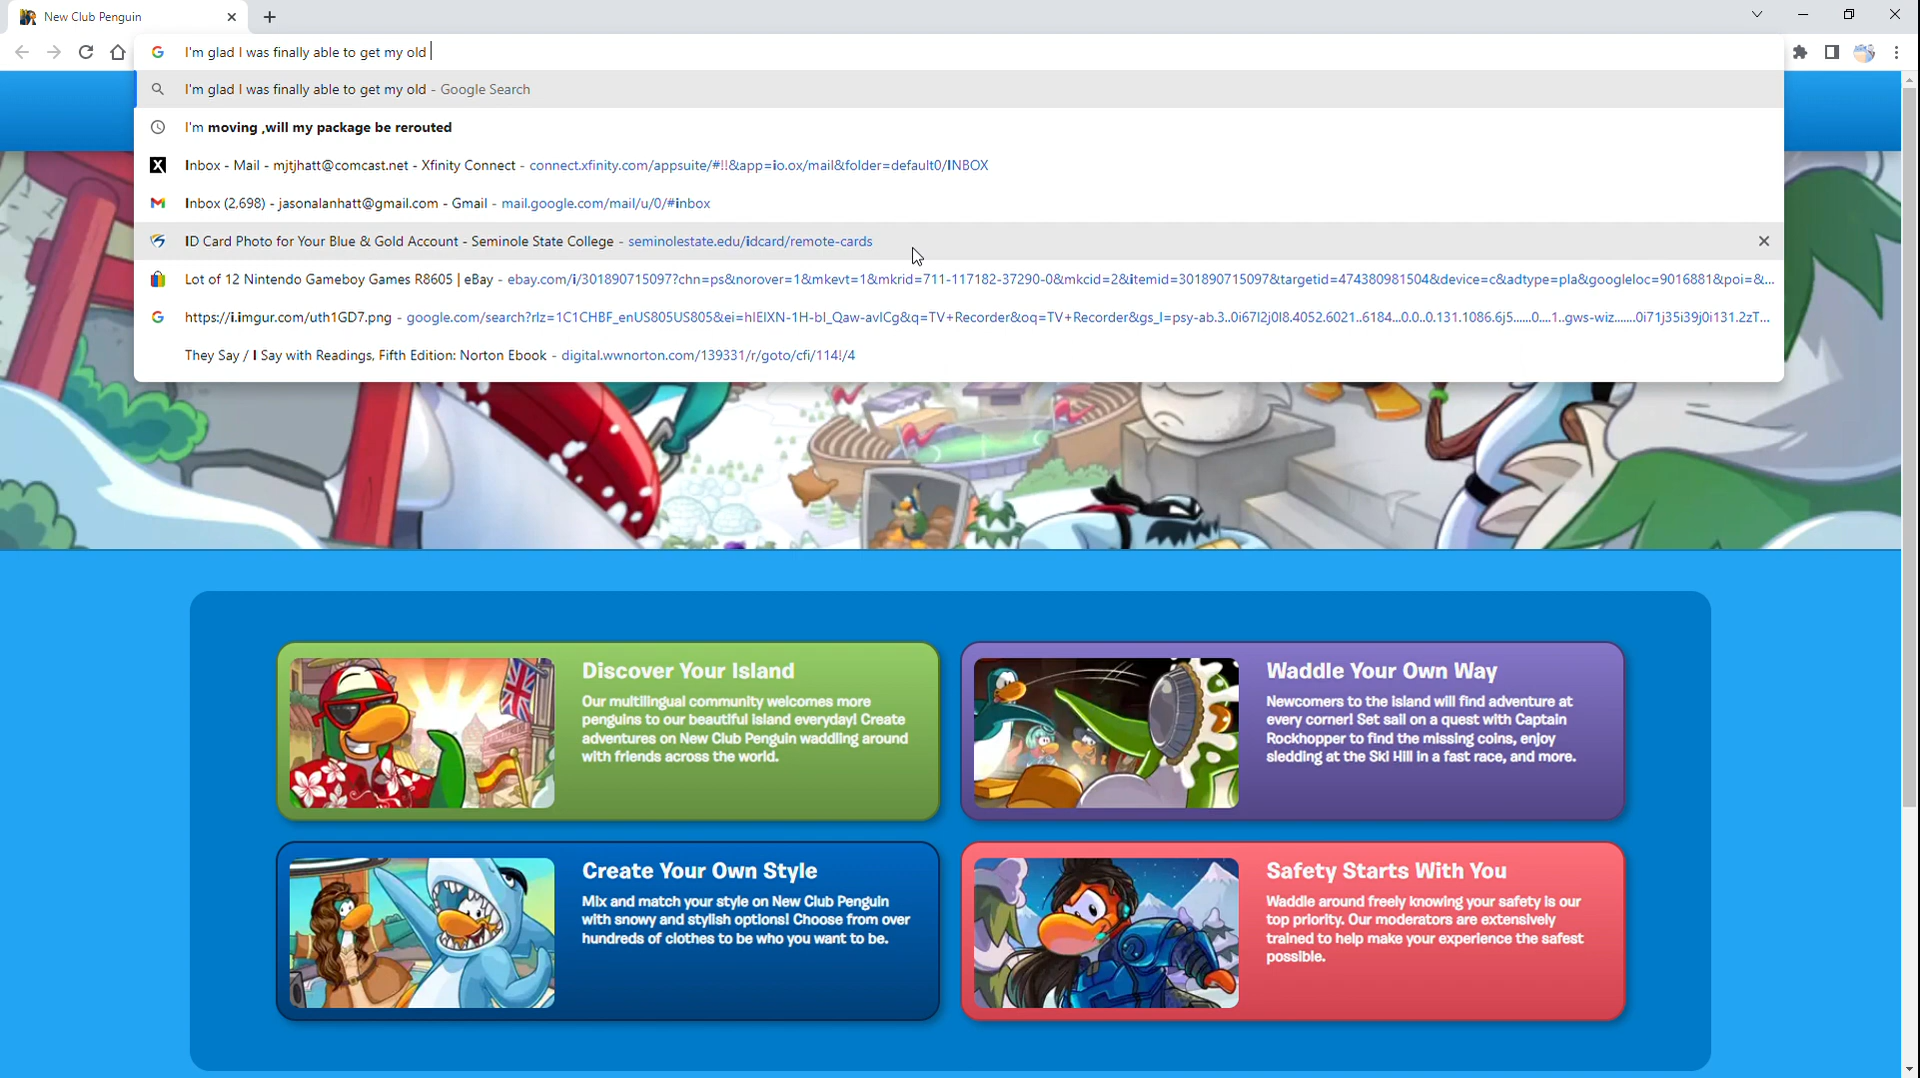 New Club Penguin
I'm glad I was finally able to get my old
I'm glad I was finally able to get my old - Google Search
I'm moving ,will my package be rerouted
Inbox - Mail - mjtjhatt@comcast.net - Xfinity Connect - connect.xfinity.com/appsuite/#!!&app=io.ox/mail&folder=default0/INBOX
Inbox (2,698) - jasonalanhatt@gmail.com - Gmail - mail.google.com/mail/u/0/#inbox
ID Card Photo for Your Blue & Gold Account - Seminole State College - seminolestate.edu/idcard/remote-cards
Lot of 12 Nintendo Gameboy Games R8605 | eBay - ebay.com/i/301890715097?chn=ps&norover=1&mkevt=1&mkrid=711-117182-37290-0&mkcid=2&itemid=301890715097&targetid=474380981504&device=c&adtype=pla&googleloc=9016881&poi=&...
https://i.imgur.com/uth1GD7.png - google.com/search?rlz=1C1CHBF_enUS805US805&ei=hIEIXN-1H-bI_Qaw-avICg&q=TV+Recorder&oq=TV+Recorder&gs_l=psy-ab.3..0i67l2j0l8.4052.6021..6184...0.0..0.131.1086.6j5......0....1..gws-wiz.......0i71j35i39j0i131.2zT...
They Say / I Say with Readings, Fifth Edition: Norton Ebook - digital.wwnorton.com/139331/r/goto/cfi/114!/4
Discover Your Island
Our multilingual community welcomes more
penguins to our beautiful island everyday! Create
adventures on New Club Penguin waddling around
with friends across the world.
Waddle Your Own Way
Newcomers to the island will find adventure at
every corner! Set sail on a quest with Captain
Rockhopper to find the missing coins, enjoy
sledding at the Ski Hill in a fast race, and more.
Create Your Own Style
Mix and match your style on New Club Penguin
with snowy and stylish options! Choose from over
hundreds of clothes to be who you want to be.
Safety Starts With You
Waddle around freely knowing your safety is our
top priority. Our moderators are extensively
trained to help make your experience the safest
possible.